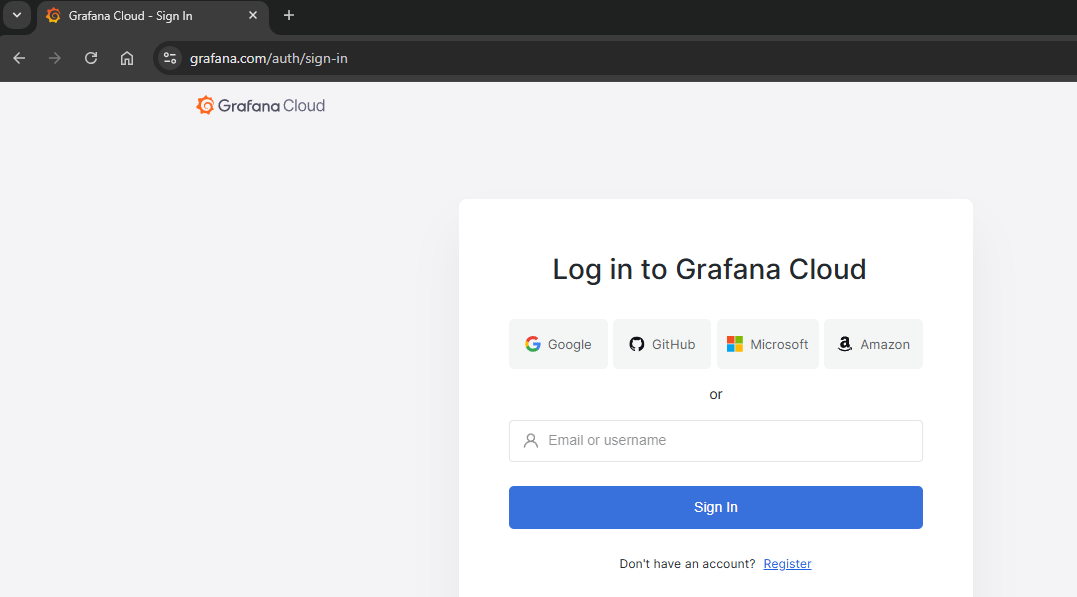 Grafana Cloud - Sign In
grafana.com/auth/sign-in
Grafana Cloud
Log in to Grafana Cloud
Google GitHub Microsoft Amazon
or
Email or username
Sign In
Don't have an account? Register